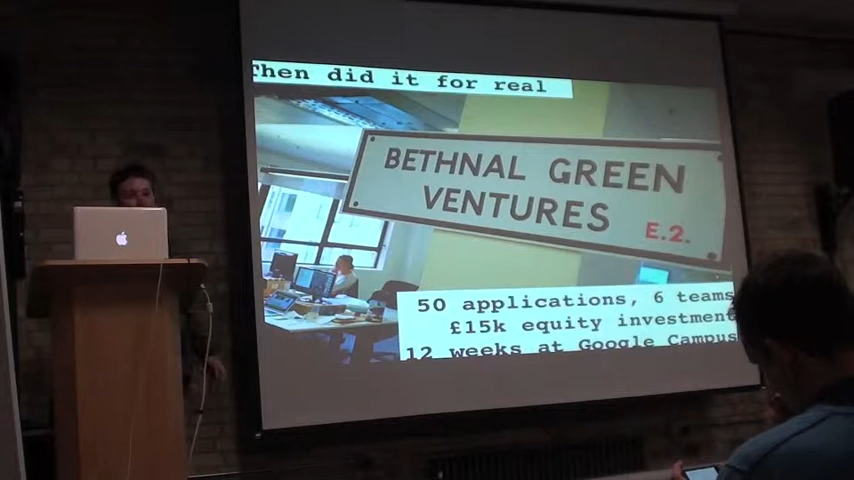 Then did it for real
BETHNAL GREEN
VENTURES
E.2.
50 applications, 6 teams
£15k equity investment
12 weeks at Google Campus